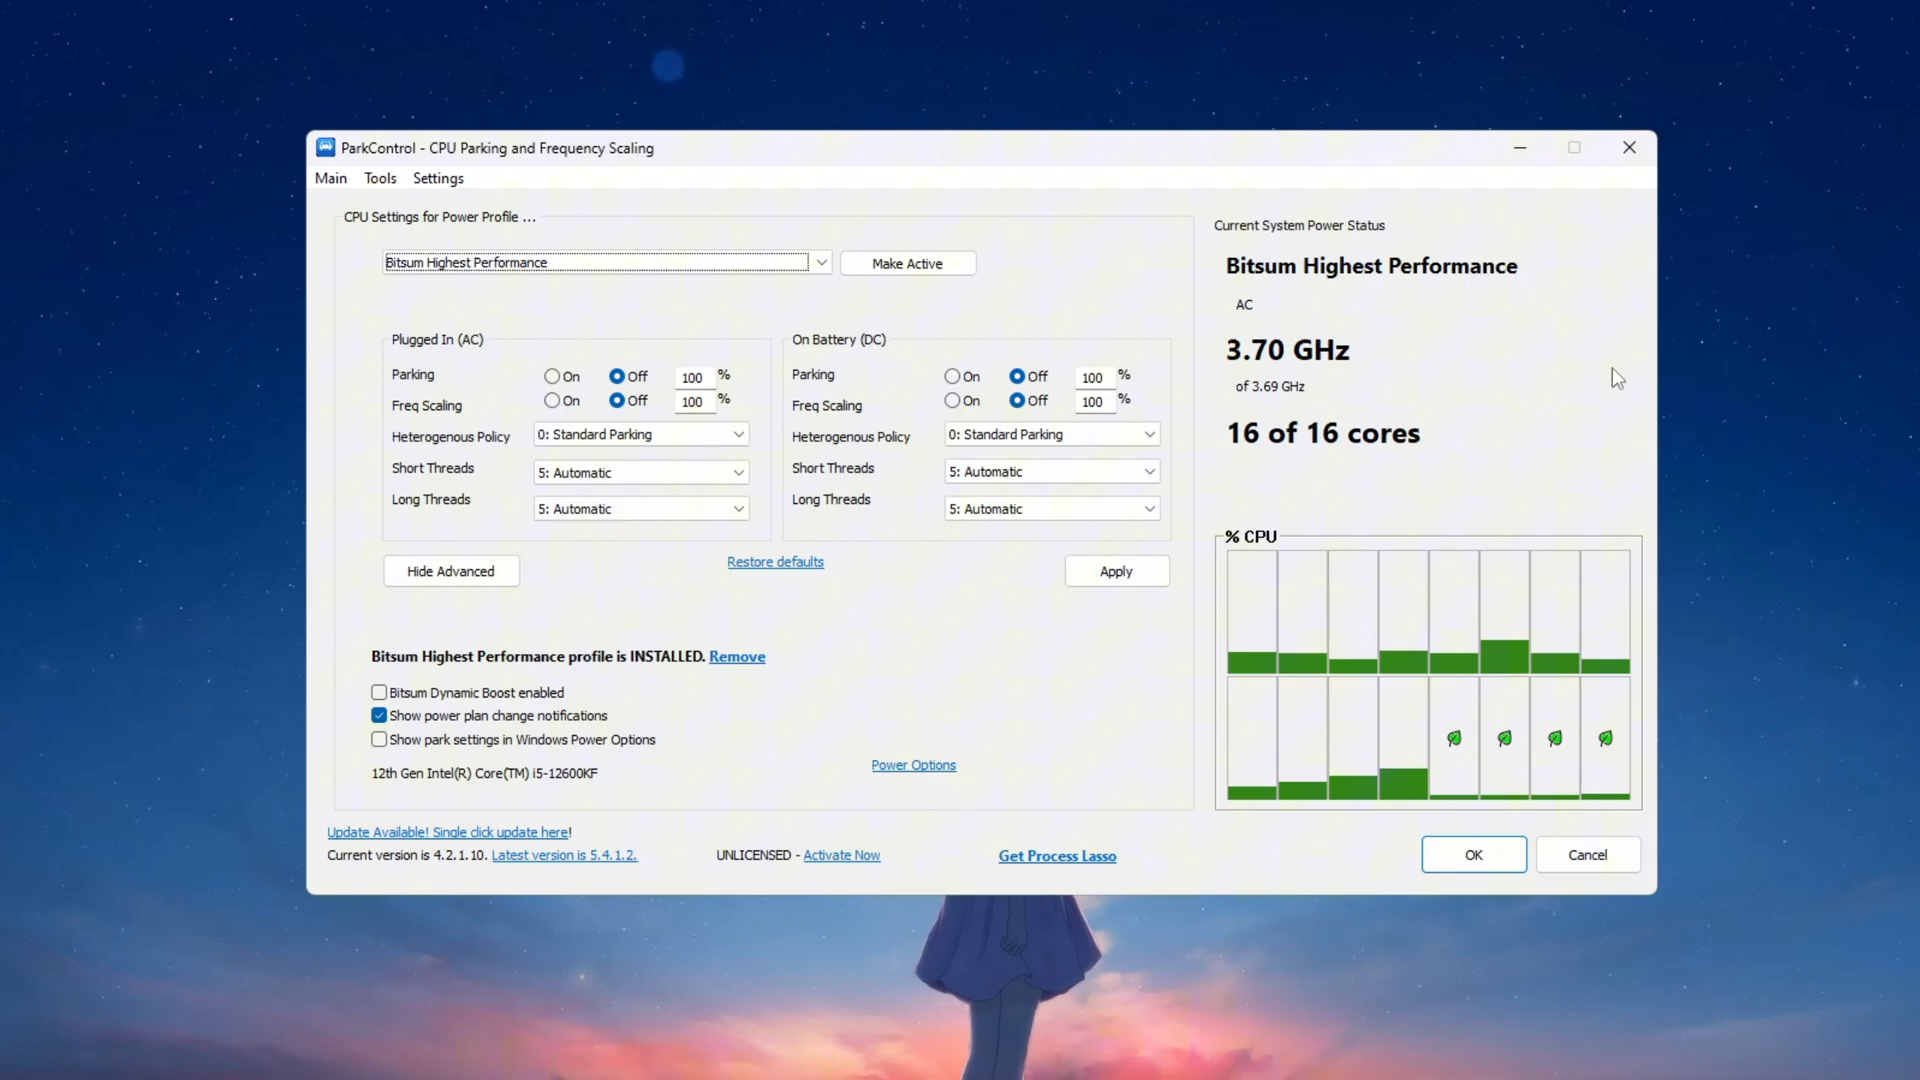 ParkControl - CPU Parking and Frequency Scaling
Main Tools Settings
CPU Settings for Power Profile ...
Bitsum Highest Performance
Make Active
Plugged In (AC)
Parking On Off 100 %
Freq Scaling On Off 100 %
Heterogenous Policy 0: Standard Parking
Short Threads 5: Automatic
Long Threads 5: Automatic
On Battery (DC)
Parking On Off 100 %
Freq Scaling On Off 100 %
Heterogenous Policy 0: Standard Parking
Short Threads 5: Automatic
Long Threads 5: Automatic
Hide Advanced
Restore defaults
Apply
Bitsum Highest Performance profile is INSTALLED. Remove
Bitsum Dynamic Boost enabled
Show power plan change notifications
Show park settings in Windows Power Options
Power Options
12th Gen Intel(R) Core(TM) i5-12600KF
Current System Power Status
Bitsum Highest Performance
AC
3.70 GHz
of 3.69 GHz
16 of 16 cores
% CPU
Update Available! Single click update here!
Current version is 4.2.1.10. Latest version is 5.4.1.2.
UNLICENSED - Activate Now
Get Process Lasso
OK
Cancel